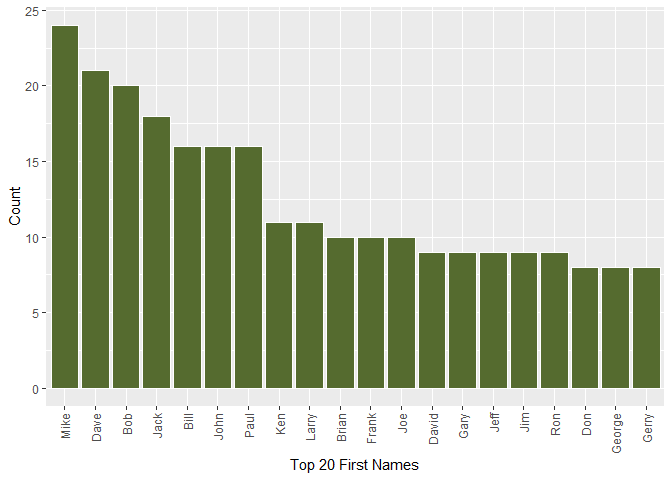 25
20
15
10
5
0
Count
Mike Dave Bob Jack Bill John Paul Ken Larry Brian Frank Joe David Gary Jeff Jim Ron Don George Gerry
Top 20 First Names